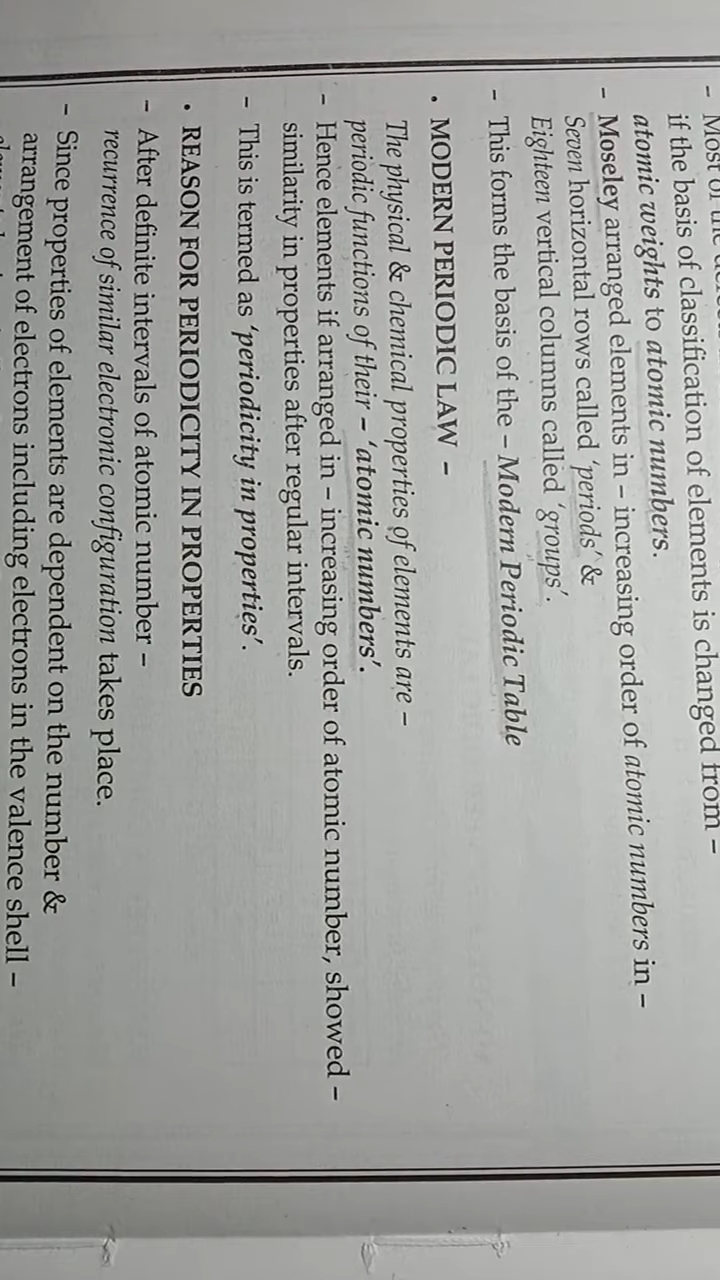 - Most of the
if the basis of classification of elements is changed from –
atomic weights to atomic numbers.
- Moseley arranged elements in – increasing order of atomic numbers in –
Seven horizontal rows called 'periods' &
Eighteen vertical columns called 'groups'.
- This forms the basis of the – Modern Periodic Table
• MODERN PERIODIC LAW –
The physical & chemical properties of elements are –
periodic functions of their – 'atomic numbers'.
- Hence elements if arranged in – increasing order of atomic number, showed –
similarity in properties after regular intervals.
- This is termed as 'periodicity in properties'.
• REASON FOR PERIODICITY IN PROPERTIES
- After definite intervals of atomic number –
recurrence of similar electronic configuration takes place.
- Since properties of elements are dependent on the number &
arrangement of electrons including electrons in the valence shell –